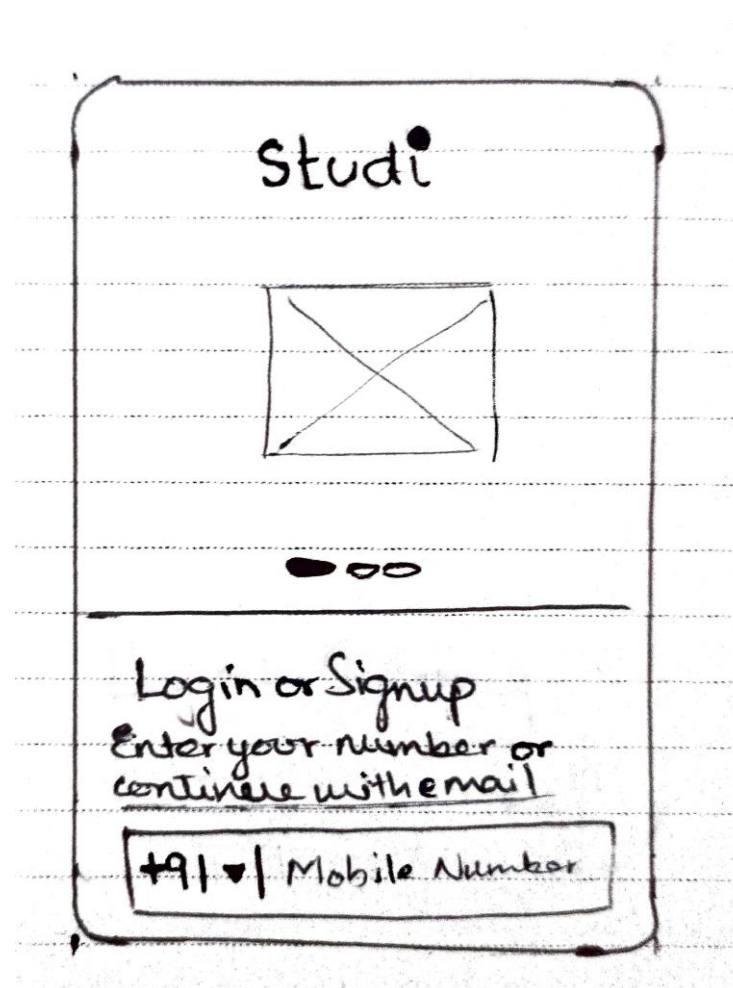 Studi
Login or Signup
Enter your number or
continue with email
+91 ▾ | Mobile Number